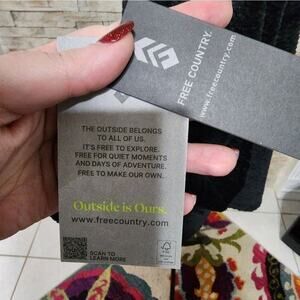 FREE COUNTRY.
www.freecountry.com
THE OUTSIDE BELONGS
TO ALL OF US.
IT'S FREE TO EXPLORE.
FREE FOR QUIET MOMENTS
AND DAYS OF ADVENTURE.
FREE TO MAKE OUR OWN.
Outside is Ours.
www.freecountry.com
SCAN TO
LEARN MORE